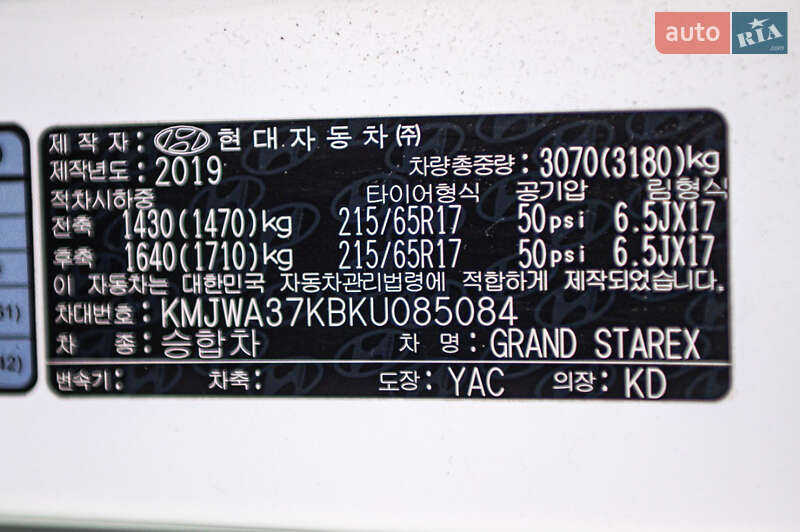 auto RIA .com
제작자: 현대자동차㈜
제작년도: 2019 차량총중량: 3070(3180)kg
적차시하중 타이어형식 공기압 림형식
전축 1430(1470)kg 215/65R17 50psi 6.5JX17
후축 1640(1710)kg 215/65R17 50psi 6.5JX17
이 자동차는 대한민국 자동차관리법령에 적합하게 제작되었습니다.
차대번호: KMJWA37KBKU085084
차 종: 승합차 차 명: GRAND STAREX
변속기: 차축: 도장: YAC 의장: KD